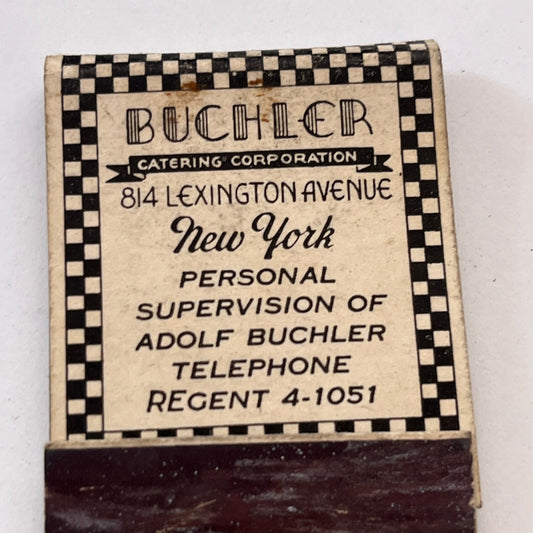 BUCHLER
CATERING CORPORATION
814 LEXINGTON AVENUE
New York
PERSONAL
SUPERVISION OF
ADOLF BUCHLER
TELEPHONE
REGENT 4-1051